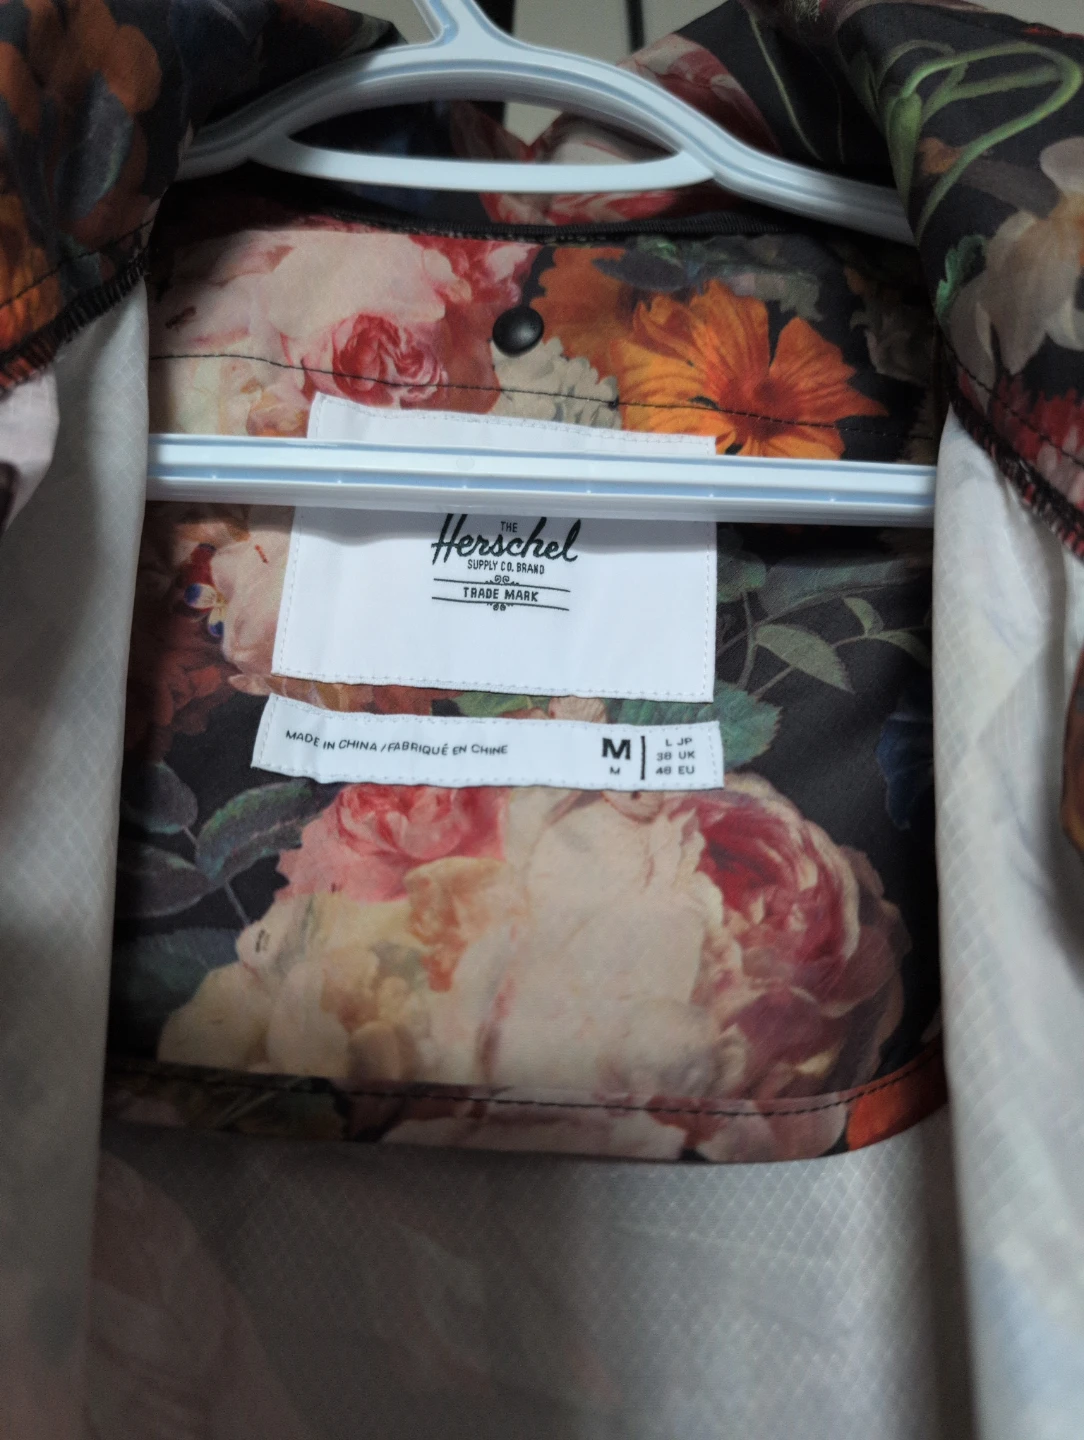 THE
Herschel
SUPPLY CO. BRAND
TRADE MARK
MADE IN CHINA / FABRIQUÉ EN CHINE
M
M
L JP
38 UK
48 EU